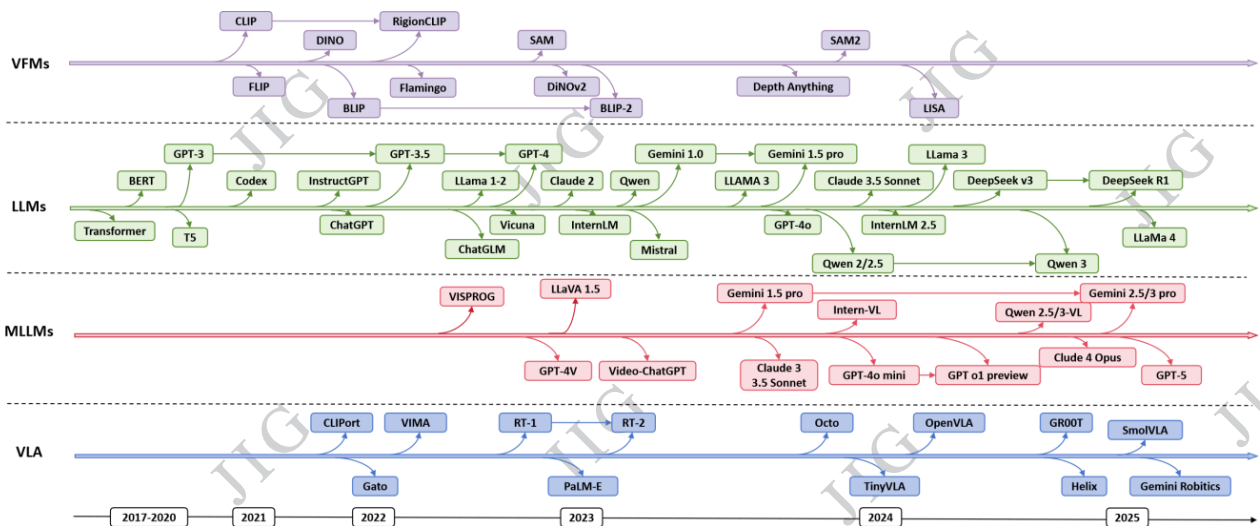 CLIP
RigionCLIP
DINO
SAM
SAM2
VFMs
FLIP
Flamingo
DiNOv2
Depth Anything
BLIP
BLIP-2
LISA
GPT-3
GPT-3.5
GPT-4
Gemini 1.0
Gemini 1.5 pro
LLama 3
BERT
Codex
InstructGPT
LLama 1-2
Claude 2
Qwen
LLAMA 3
Claude 3.5 Sonnet
DeepSeek v3
DeepSeek R1
LLMs
Transformer
T5
ChatGPT
Vicuna
InternLM
GPT-4o
InternLM 2.5
LLaMa 4
ChatGLM
Mistral
Qwen 2/2.5
Qwen 3
VISPROG
LLaVA 1.5
Gemini 1.5 pro
Gemini 2.5/3 pro
Intern-VL
Qwen 2.5/3-VL
MLLMs
GPT-4V
Video-ChatGPT
Claude 3
3.5 Sonnet
GPT-4o mini
GPT o1 preview
Clude 4 Opus
GPT-5
CLIPort
VIMA
RT-1
RT-2
Octo
OpenVLA
GR00T
SmolVLA
VLA
Gato
PaLM-E
TinyVLA
Helix
Gemini Robitics
2017-2020
2021
2022
2023
2024
2025
JIG
JIG
JIG
JIG
JIG
JIG
JIG